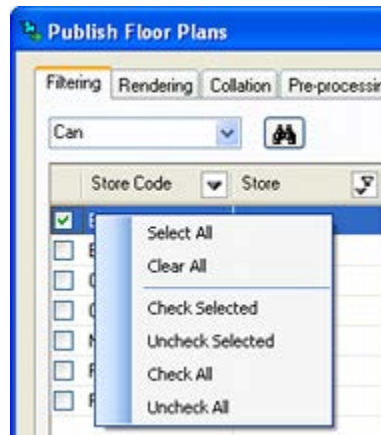 Publish Floor Plans
Filtering Rendering Collation Pre-processin
Can
Store Code Store
Select All
Clear All
Check Selected
Uncheck Selected
Check All
Uncheck All